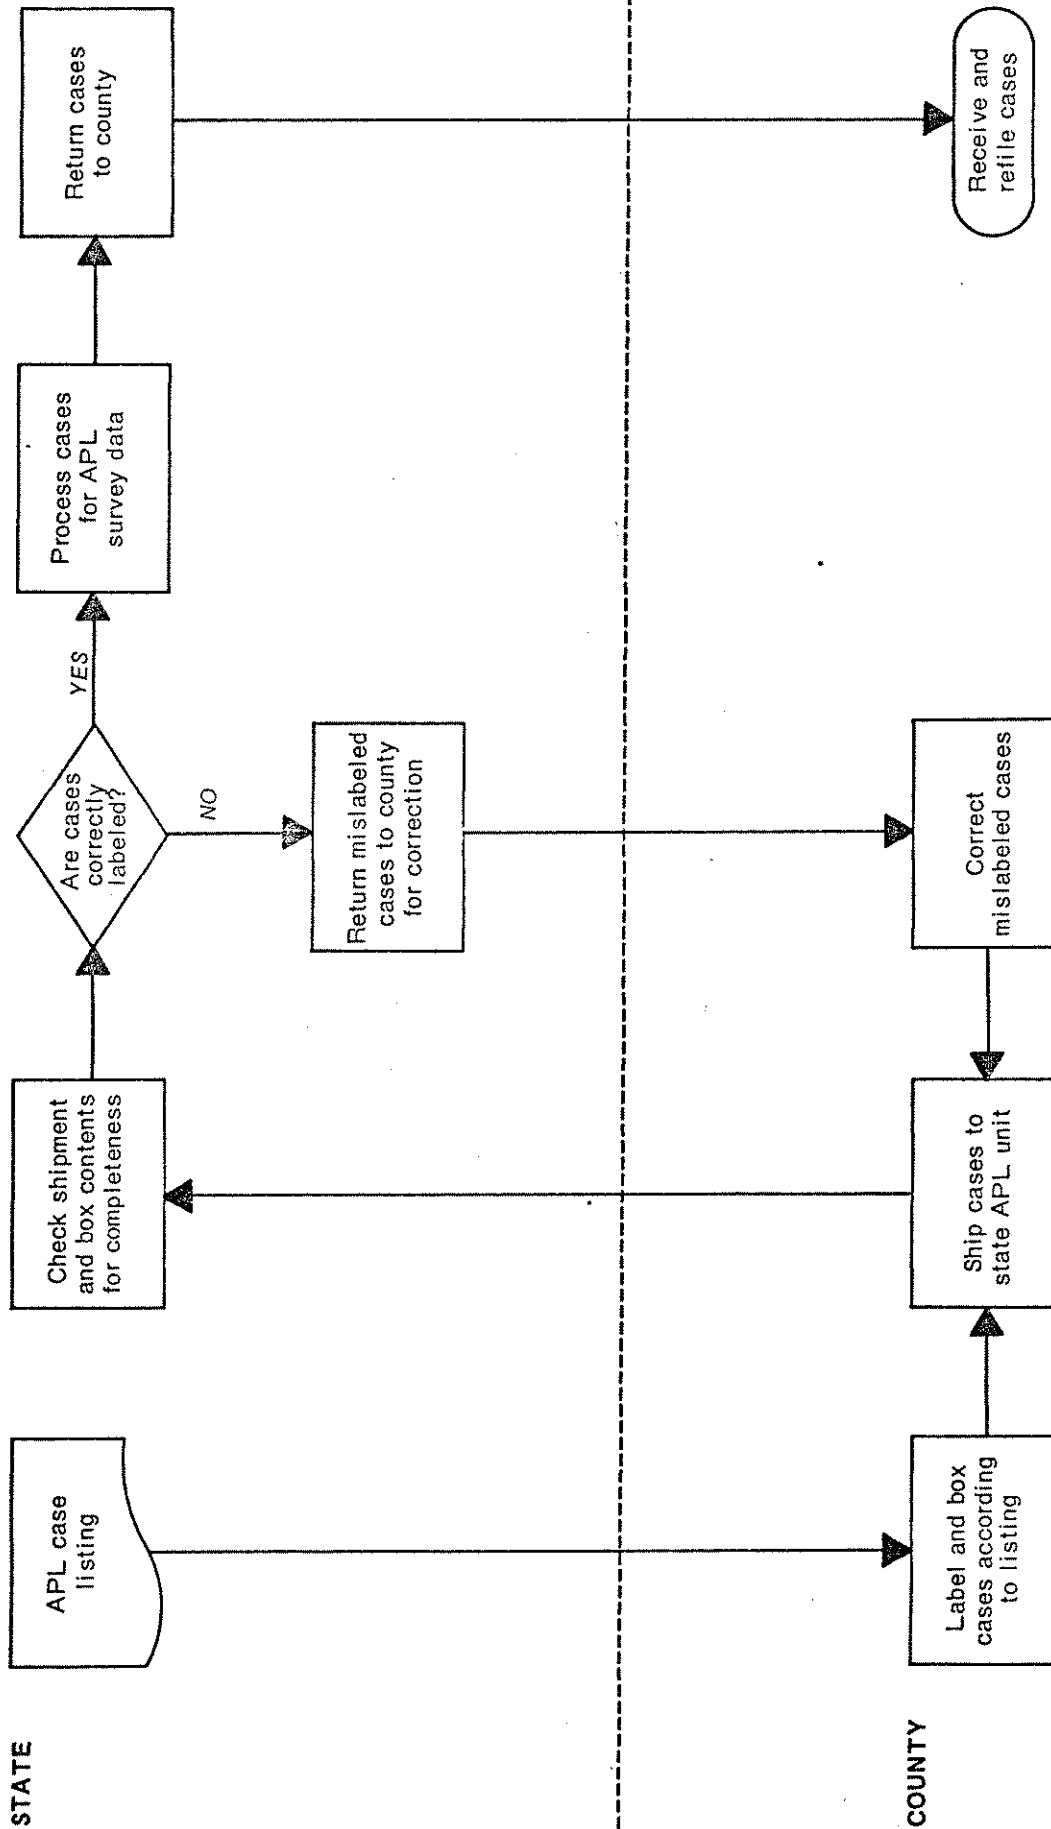 STATE
APL case
listing
Check shipment
and box contents
for completeness
Are cases
correctly
labeled?
YES
Process cases
for APL
survey data
Return cases
to county
NO
Return mislabeled
cases to county
for correction
COUNTY
Label and box
cases according
to listing
Ship cases to
state APL unit
Correct
mislabeled cases
Receive and
refile cases